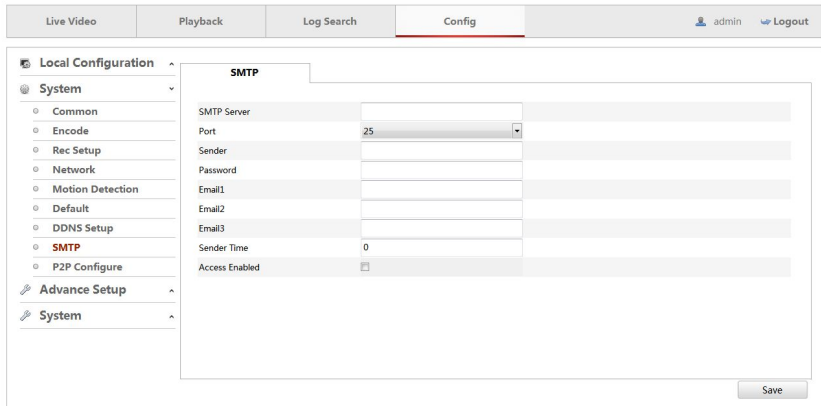 Live Video Playback Log Search Config admin Logout
Local Configuration
System
Common
Encode
Rec Setup
Network
Motion Detection
Default
DDNS Setup
SMTP
P2P Configure
Advance Setup
System
SMTP
SMTP Server
Port 25
Sender
Password
Email1
Email2
Email3
Sender Time 0
Access Enabled
Save